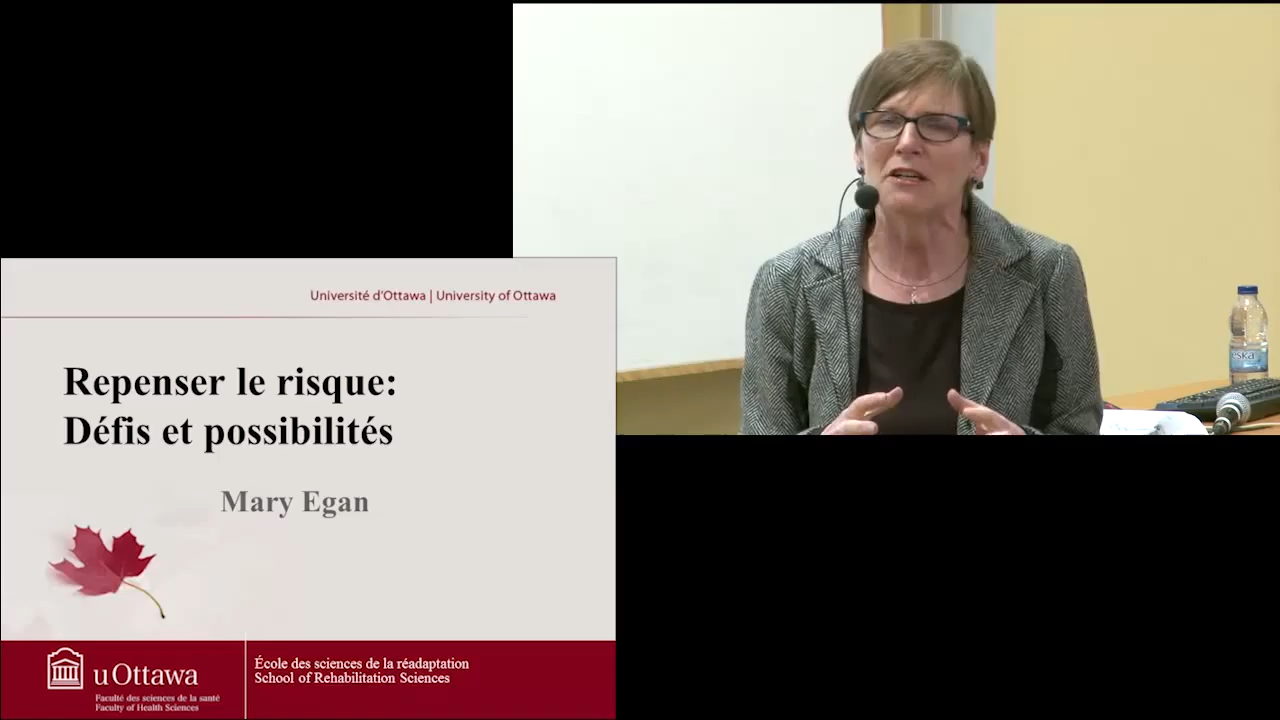 Université d'Ottawa | University of Ottawa
Repenser le risque:
Défis et possibilités
Mary Egan
uOttawa
Faculté des sciences de la santé
Faculty of Health Sciences
École des sciences de la réadaptation
School of Rehabilitation Sciences
eska